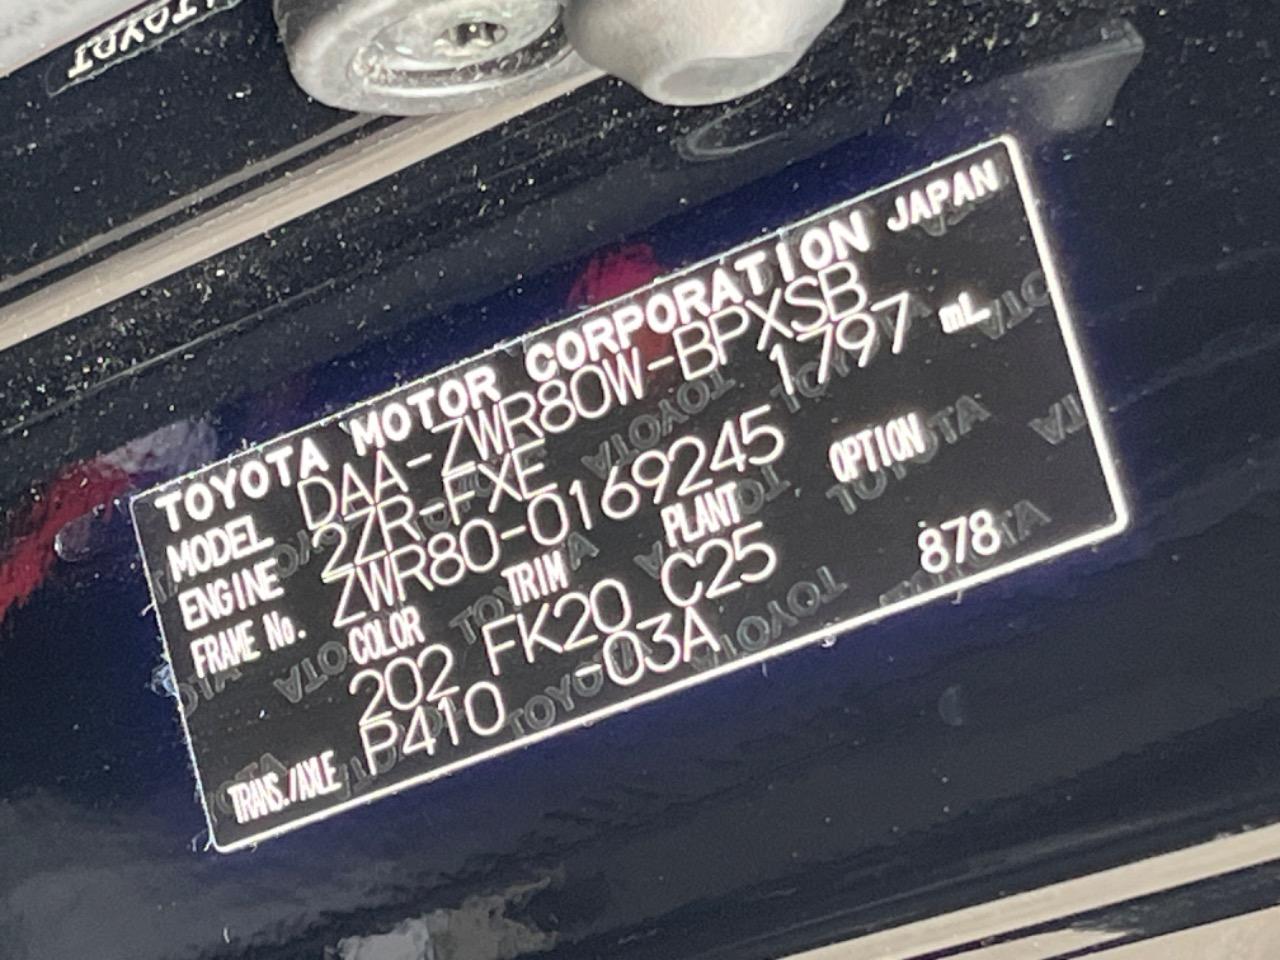 TOYOTA MOTOR CORPORATION JAPAN
MODEL DAA-ZWR80W-BPXSB
ENGINE 2ZR-FXE 1797 mL
FRAME No. ZWR80-0169245
COLOR TRIM PLANT OPTION
202 FK20 C25 878
TRANS./AXLE P410 -03A